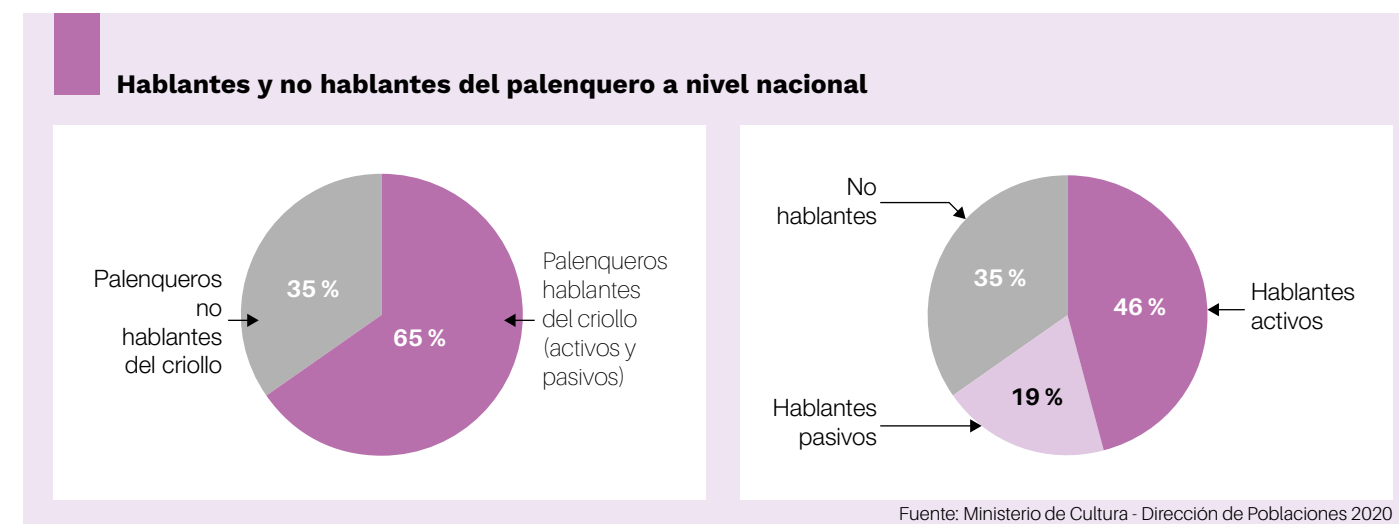 Hablantes y no hablantes del palenquero a nivel nacional
Palenqueros
no
hablantes
del criollo
35 %
65 %
Palenqueros
hablantes
del criollo
(activos y
pasivos)
No
hablantes
35 %
46 %
Hablantes
activos
Hablantes
pasivos
19 %
Fuente: Ministerio de Cultura - Dirección de Poblaciones 2020